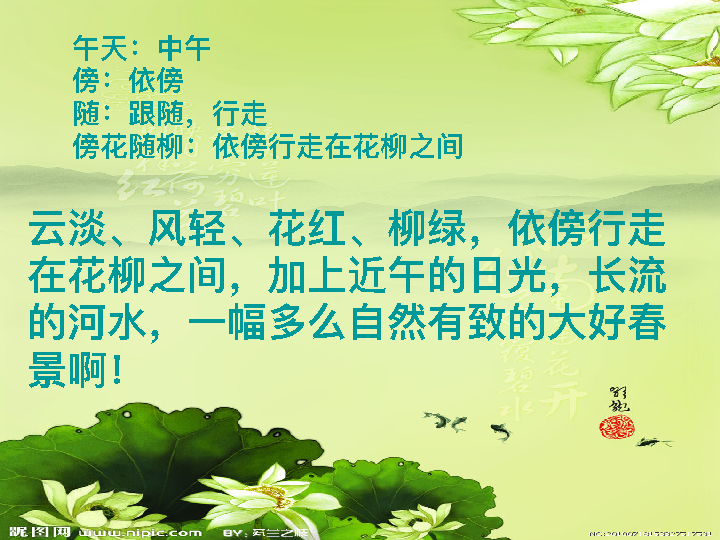 午天：中午
傍：依傍
随：跟随，行走
傍花随柳：依傍行走在花柳之间
云淡、风轻、花红、柳绿，依傍行走
在花柳之间，加上近午的日光，长流
的河水，一幅多么自然有致的大好春
景啊！
昵图网 www.nipic.com